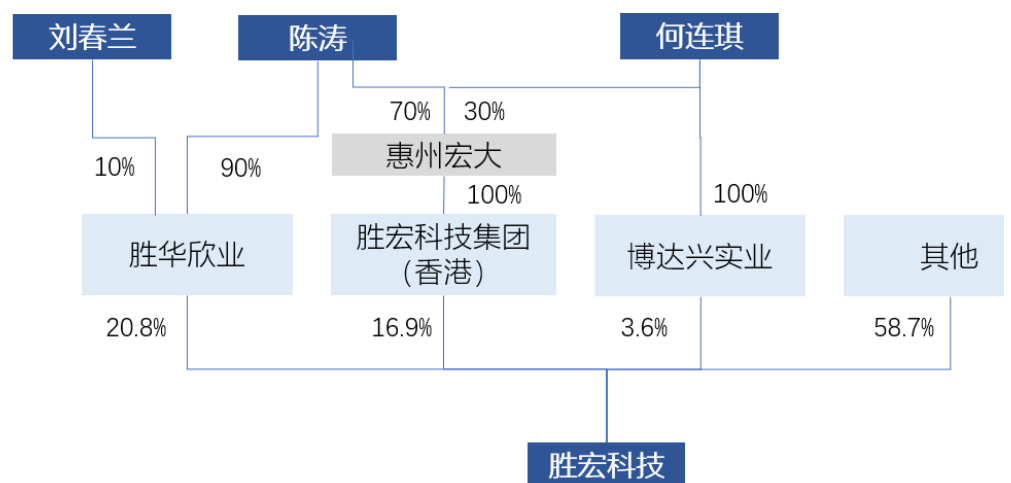 刘春兰
陈涛
何连琪
70%
30%
惠州宏大
10%
90%
100%
100%
胜华欣业
胜宏科技集团
（香港）
博达兴实业
其他
20.8%
16.9%
3.6%
58.7%
胜宏科技